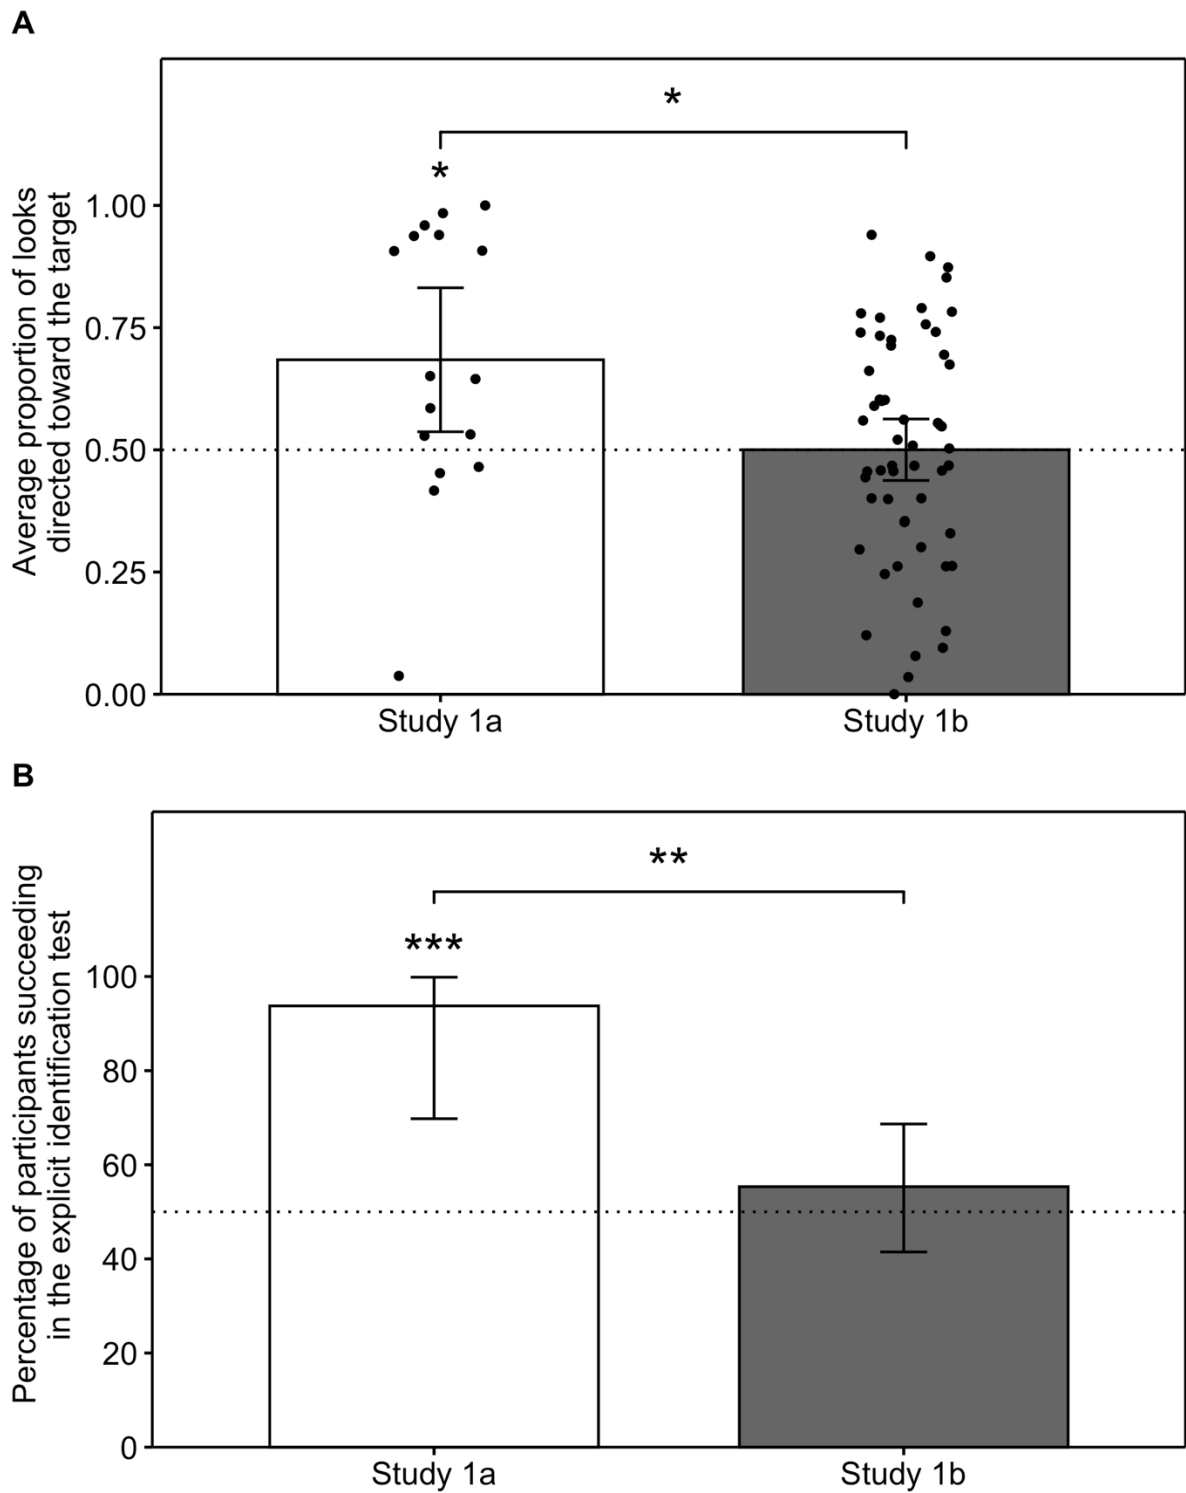 A
*
*
Average proportion of looks
directed toward the target
1.00
0.75
0.50
0.25
0.00
Study 1a
Study 1b
B
**
***
Percentage of participants succeeding
in the explicit identification test
100
80
60
40
20
0
Study 1a
Study 1b